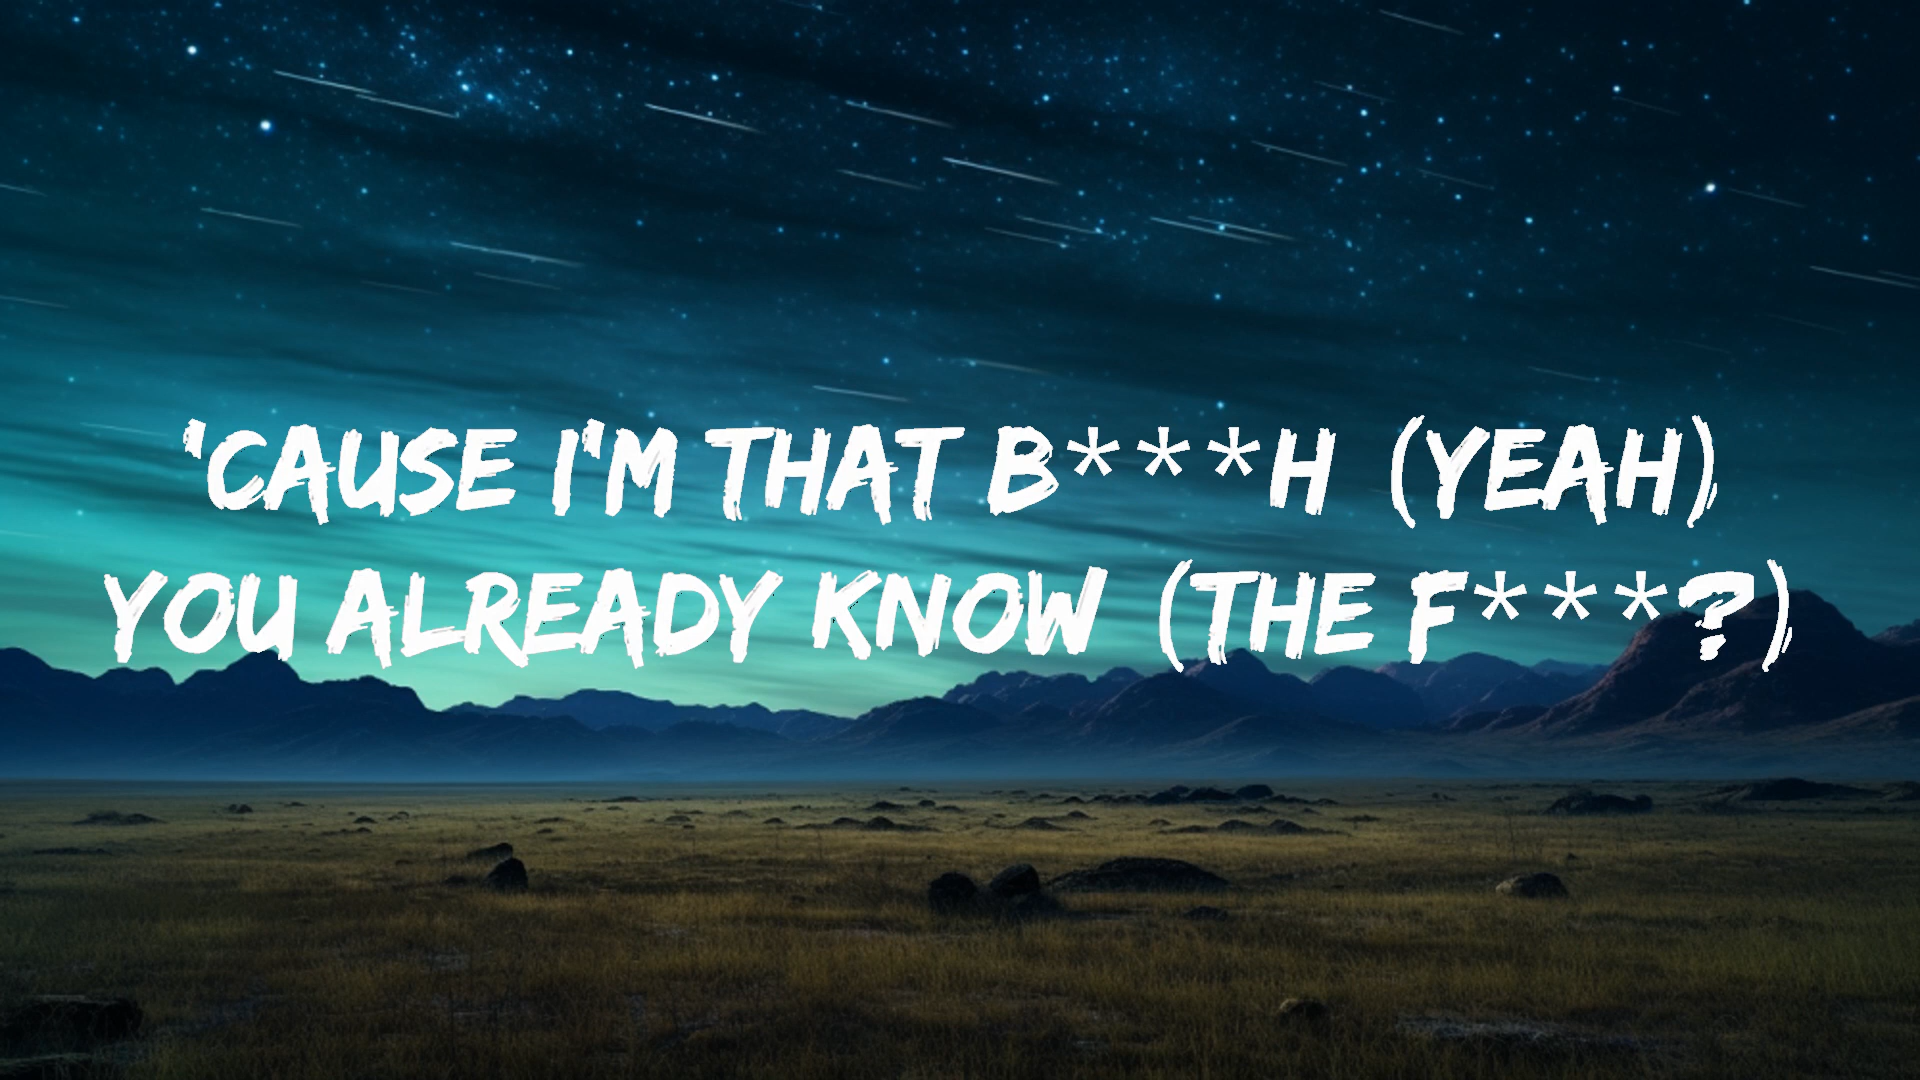 'CAUSE I'M THAT B***H (YEAH)
YOU ALREADY KNOW (THE F***?)